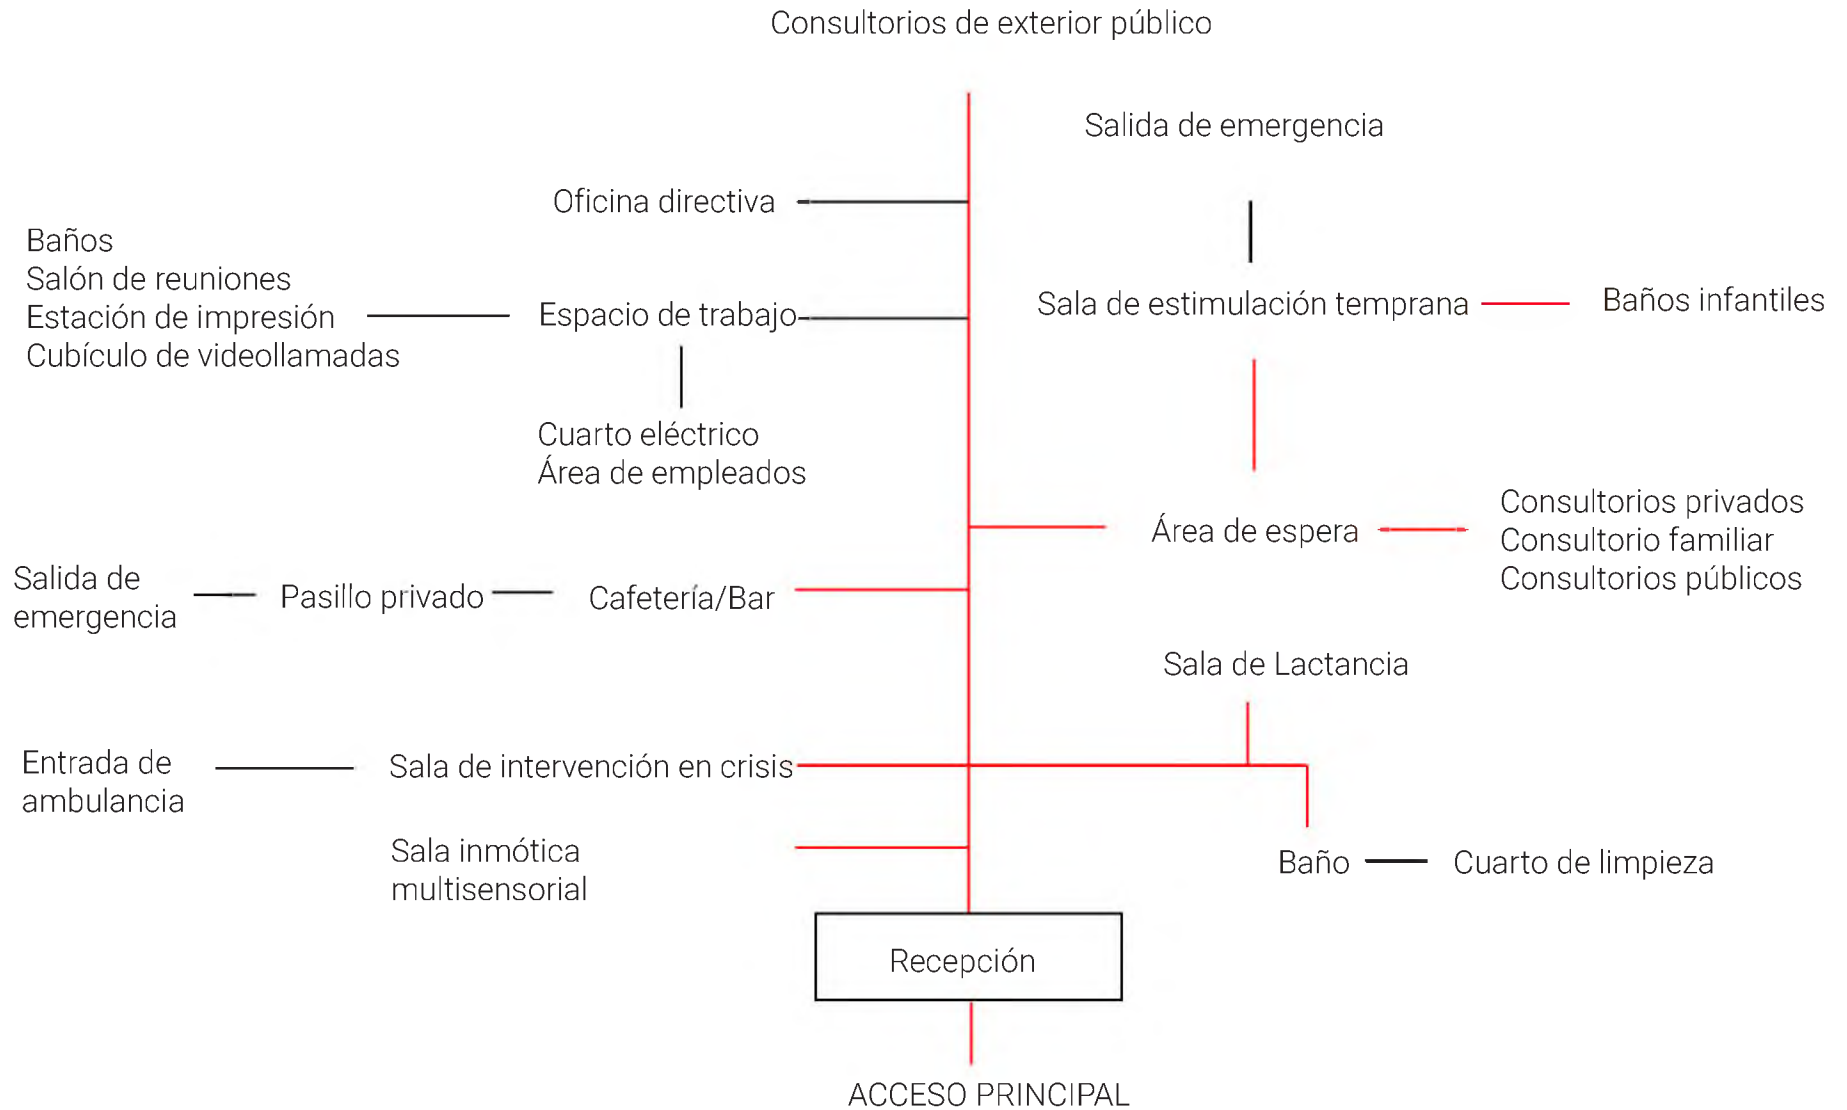 Consultorios de exterior público
Salida de emergencia
Oficina directiva
Baños
Salón de reuniones
Estación de impresión
Cubículo de videollamadas
Espacio de trabajo
Sala de estimulación temprana
Baños infantiles
Cuarto eléctrico
Área de empleados
Área de espera
Consultorios privados
Consultorio familiar
Consultorios públicos
Salida de
emergencia
Pasillo privado
Cafetería/Bar
Sala de Lactancia
Entrada de
ambulancia
Sala de intervención en crisis
Sala inmótica
multisensorial
Baño
Cuarto de limpieza
Recepción
ACCESO PRINCIPAL